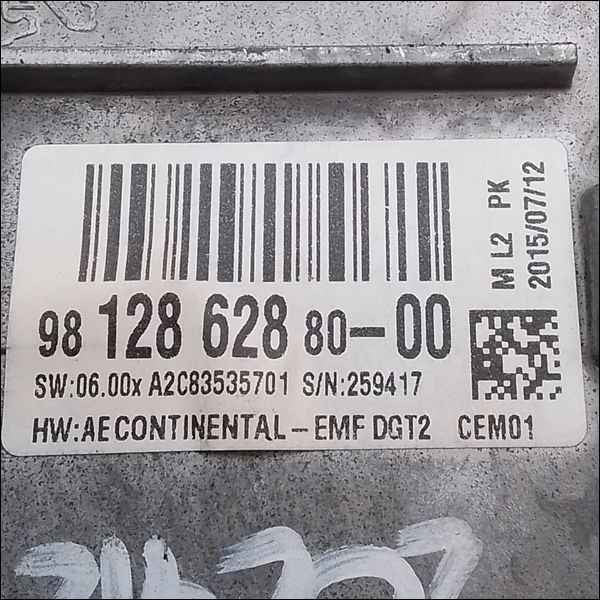 M L2 PK
2015/07/12
98 128 628 80-00
SW:06.00x A2C83535701 S/N:259417
HW:AE CONTINENTAL-EMF DGT2 CEM01